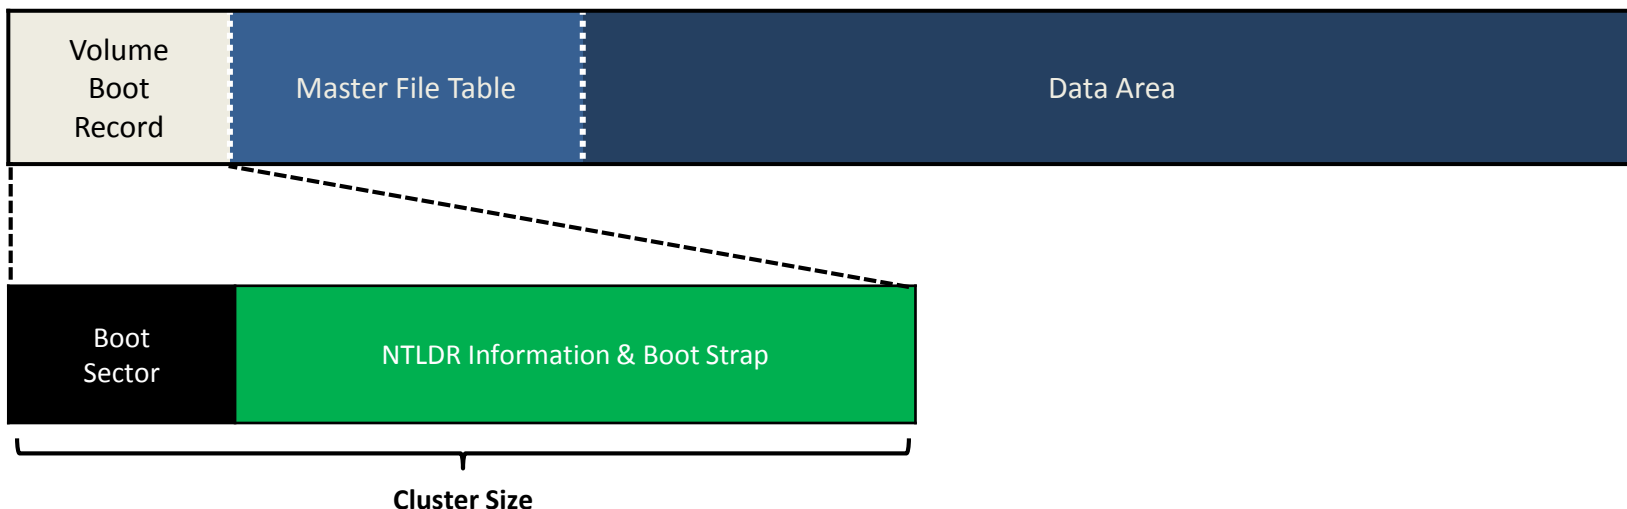 Volume
Boot
Record
Master File Table
Data Area
Boot
Sector
NTLDR Information & Boot Strap
Cluster Size